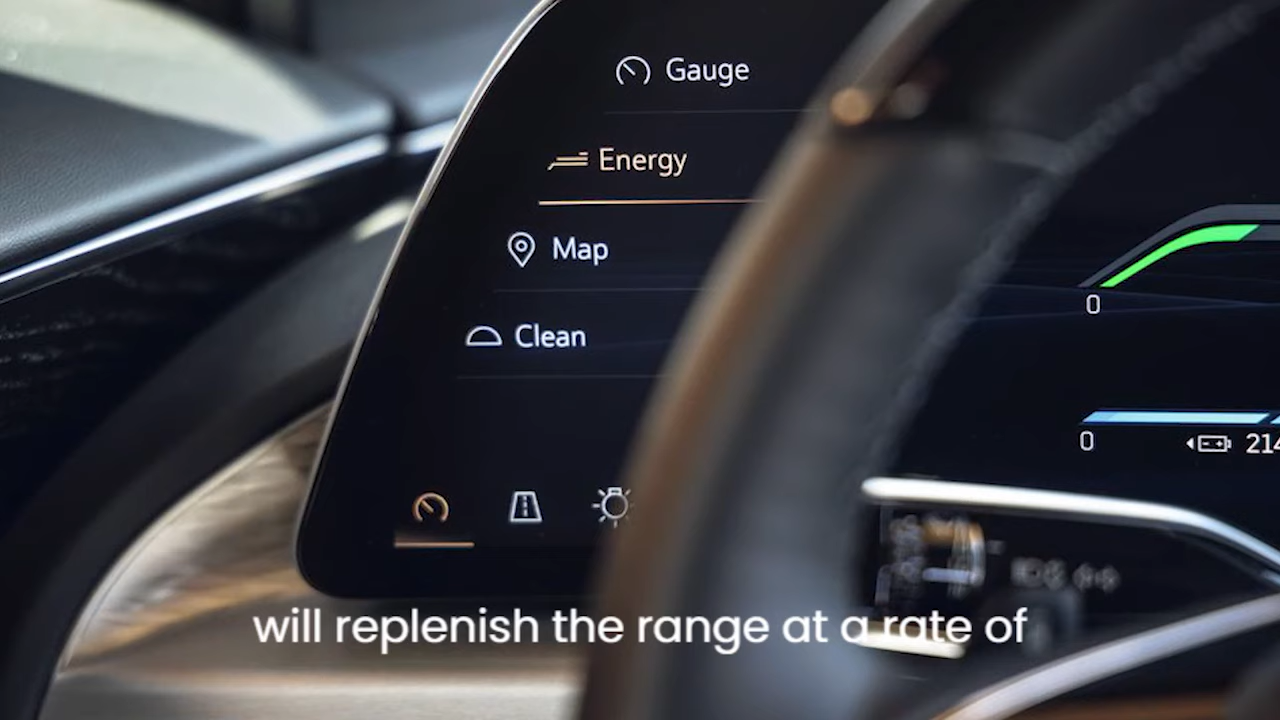 Gauge
Energy
Map
Clean
0
0
214
will replenish the range at a rate of